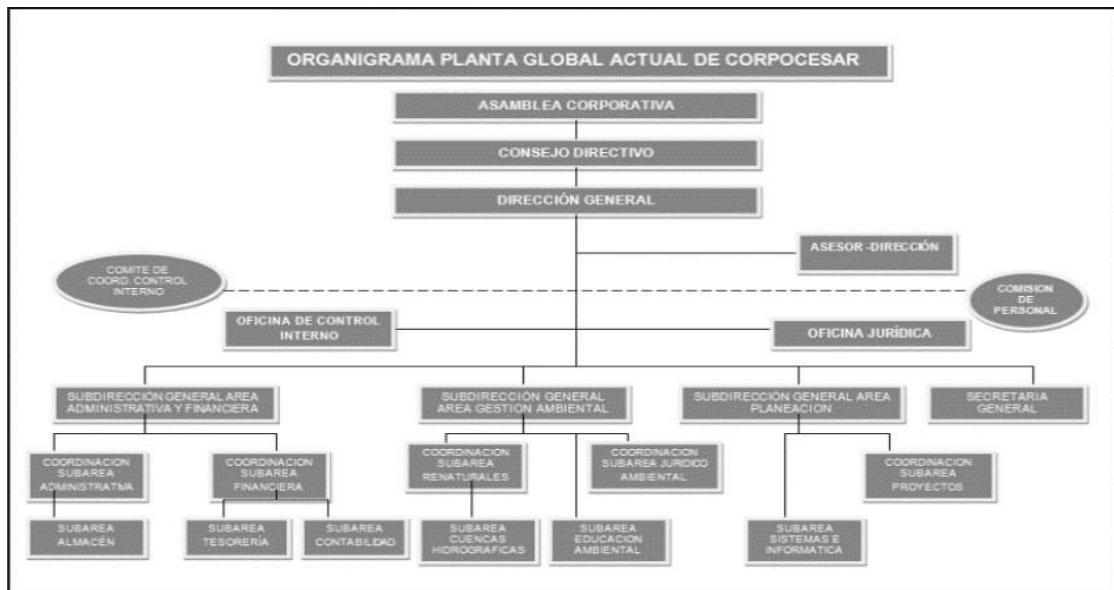 ORGANIGRAMA PLANTA GLOBAL ACTUAL DE CORPOCESAR
ASAMBLEA CORPORATIVA
CONSEJO DIRECTIVO
DIRECCIÓN GENERAL
ASESOR -DIRECCIÓN
COMITE DE
COORD. CONTROL
INTERNO
COMISION
DE
PERSONAL
OFICINA DE CONTROL
INTERNO
OFICINA JURÍDICA
SUBDIRECCIÓN GENERAL AREA
ADMINISTRATIVA Y FINANCIERA
SUBDIRECCIÓN GENERAL
AREA GESTION AMBIENTAL
SUBDIRECCIÓN GENERAL AREA
PLANEACION
SECRETARIA
GENERAL
COORDINACION
SUBAREA
ADMINISTRATIVA
COORDINACION
SUBAREA
FINANCIERA
COORDINACION
SUBAREA
RENATURALES
COORDINACION
SUBAREA JURIDICO
AMBIENTAL
COORDINACION
SUBAREA
PROYECTOS
SUBAREA
ALMACÉN
SUBAREA
TESORERÍA
SUBAREA
CONTABILIDAD
SUBAREA
CUENCAS
HIDROGRAFICAS
SUBAREA
EDUCACION
AMBIENTAL
SUBAREA
SISTEMAS E
INFORMATICA